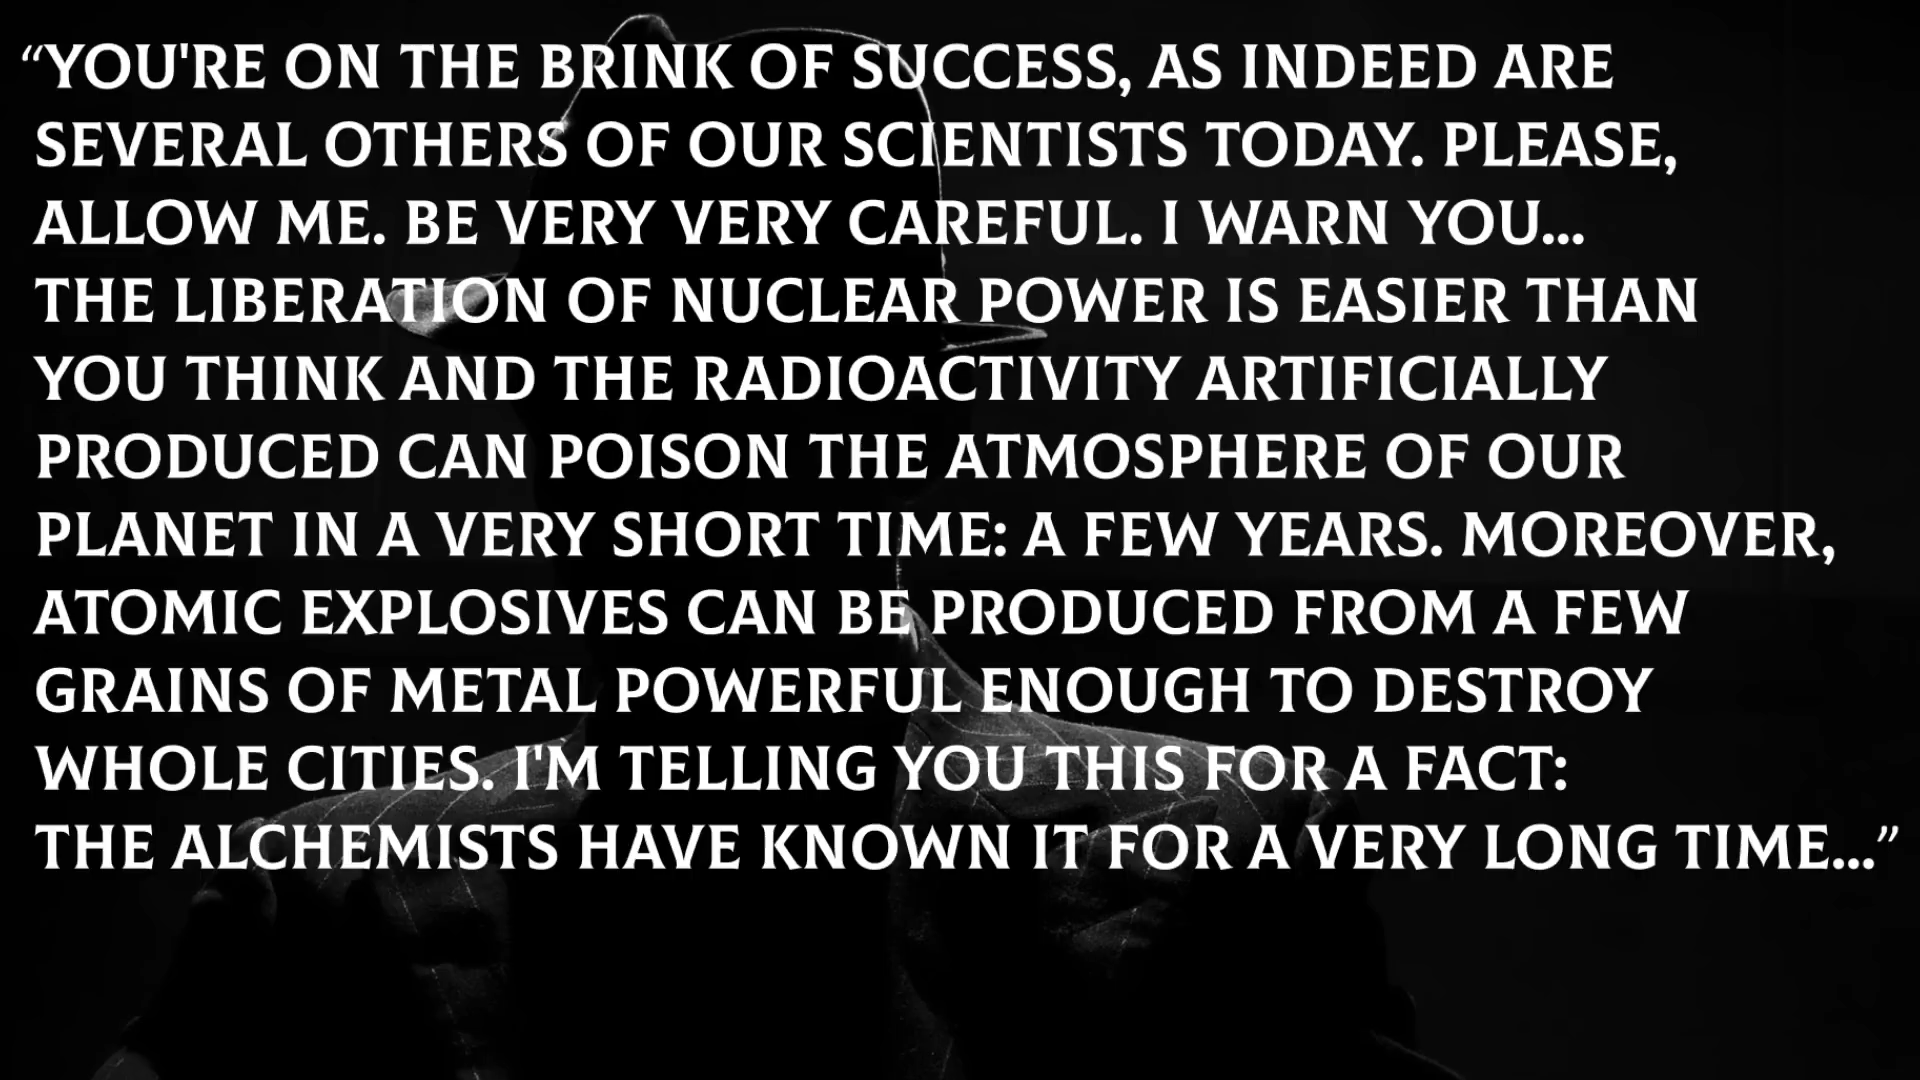 “YOU'RE ON THE BRINK OF SUCCESS, AS INDEED ARE
SEVERAL OTHERS OF OUR SCIENTISTS TODAY. PLEASE,
ALLOW ME. BE VERY VERY CAREFUL. I WARN YOU...
THE LIBERATION OF NUCLEAR POWER IS EASIER THAN
YOU THINK AND THE RADIOACTIVITY ARTIFICIALLY
PRODUCED CAN POISON THE ATMOSPHERE OF OUR
PLANET IN A VERY SHORT TIME: A FEW YEARS. MOREOVER,
ATOMIC EXPLOSIVES CAN BE PRODUCED FROM A FEW
GRAINS OF METAL POWERFUL ENOUGH TO DESTROY
WHOLE CITIES. I'M TELLING YOU THIS FOR A FACT:
THE ALCHEMISTS HAVE KNOWN IT FOR A VERY LONG TIME...”